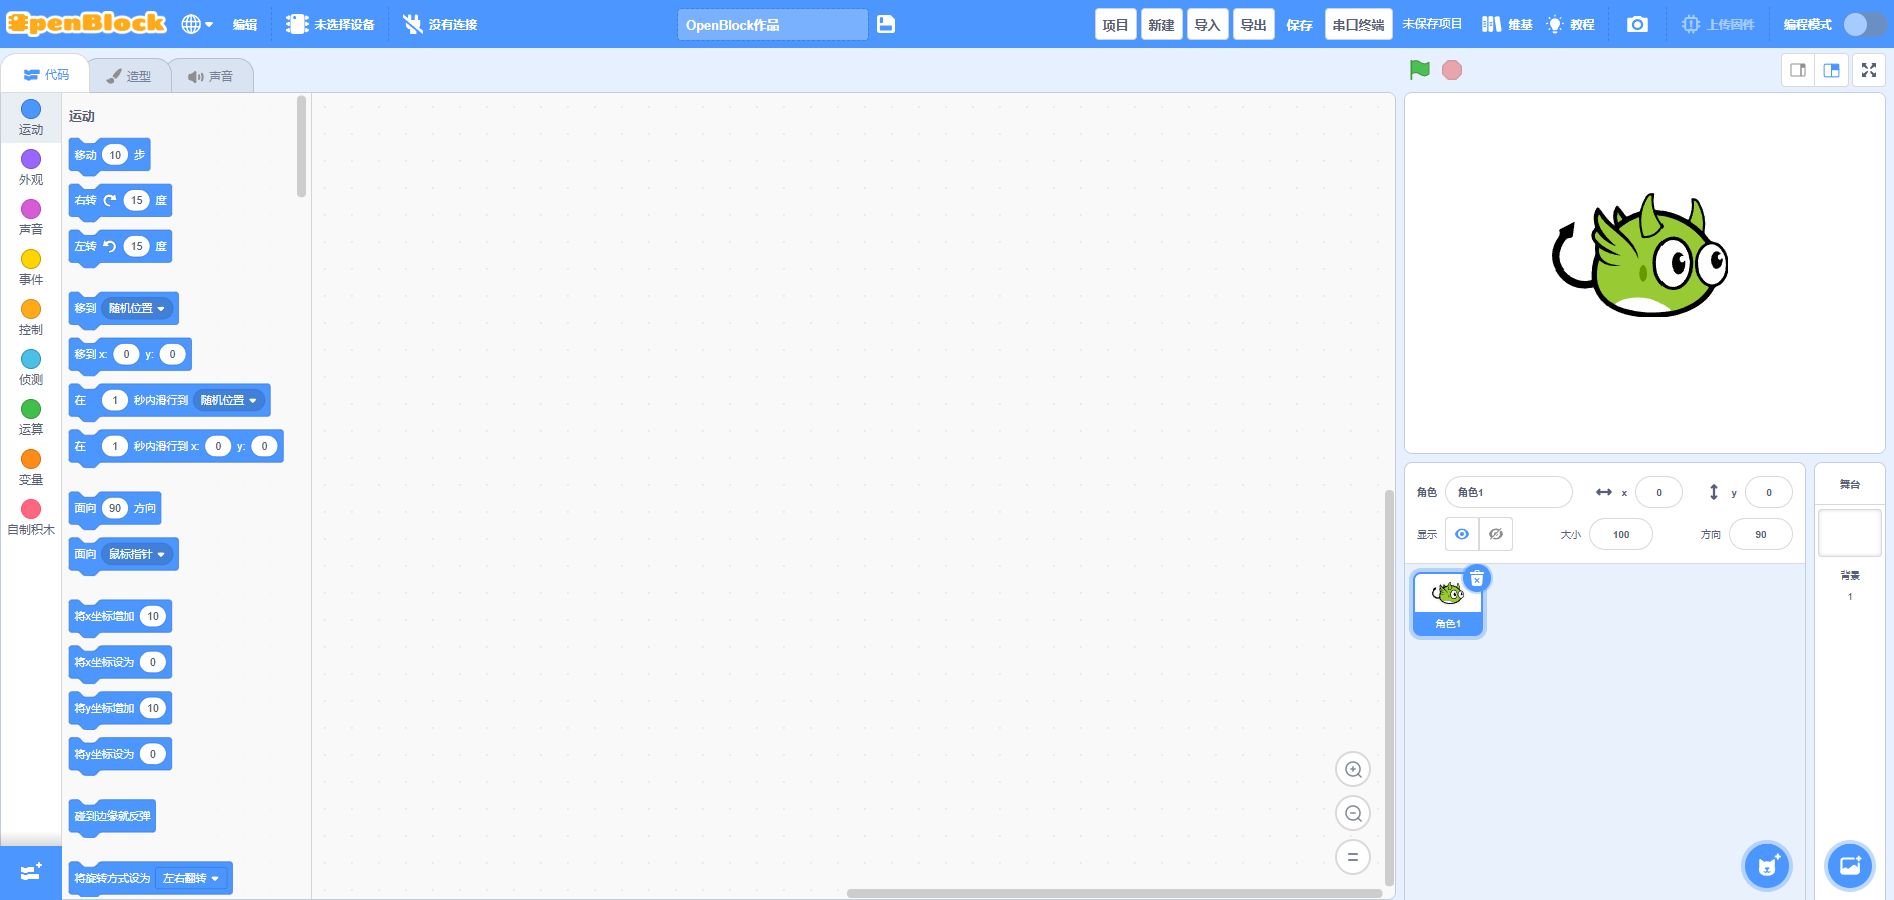 OpenBlock 编辑 未选择设备 没有连接 OpenBlock作品 项目 新建 导入 导出 保存 串口终端 未保存项目 维基 教程 上传固件 编程模式
代码 造型 声音
运动
外观
声音
事件
控制
侦测
运算
变量
自制积木
运动
移动 10 步
右转 15 度
左转 15 度
移到 随机位置
移到 x: 0 y: 0
在 1 秒内滑行到 随机位置
在 1 秒内滑行到 x: 0 y: 0
面向 90 方向
面向 鼠标指针
将x坐标增加 10
将x坐标设为 0
将y坐标增加 10
将y坐标设为 0
碰到边缘就反弹
将旋转方式设为 左右翻转
角色 角色1 x 0 y 0
显示 大小 100 方向 90
角色1
舞台
背景
1